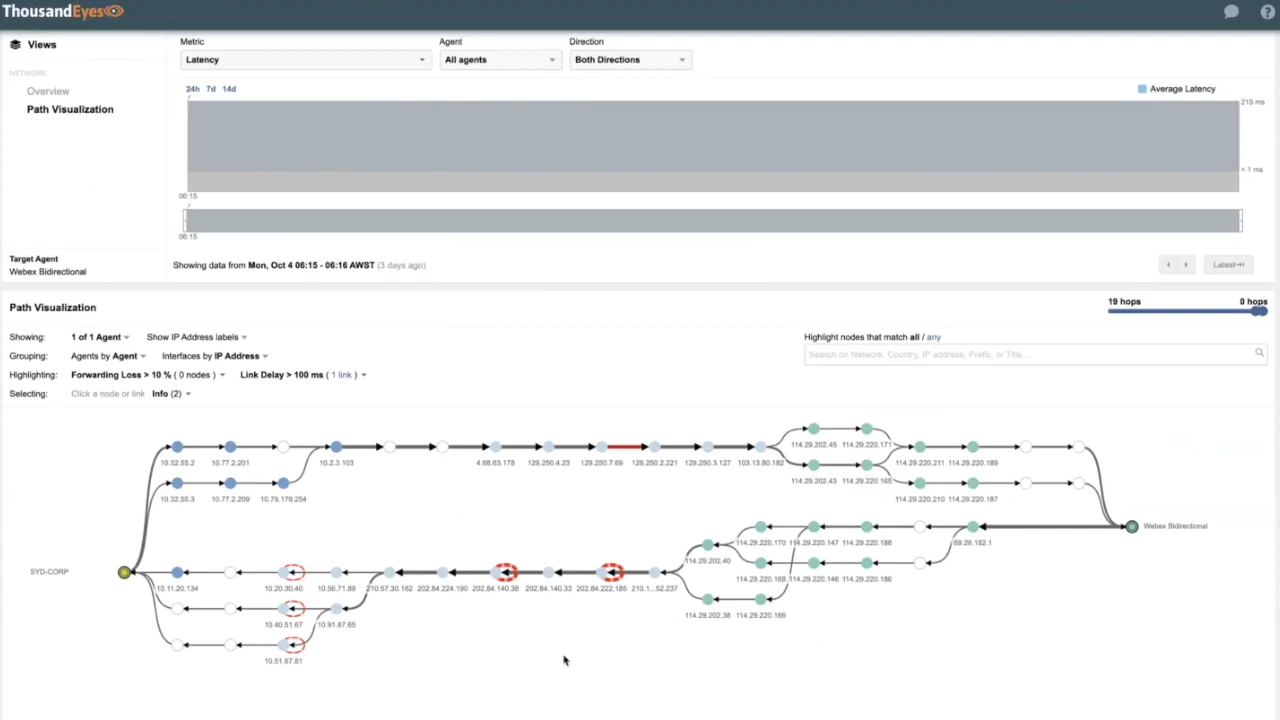 ThousandEyes
Views
NETWORK
Overview
Path Visualization
Target Agent
Webex Bidirectional
Metric Agent Direction
Latency All agents Both Directions
24h 7d 14d Average Latency
215 ms
< 1 ms
06:15
06:15
Showing data from Mon, Oct 4 06:15 - 06:16 AWST (3 days ago) Latest
Path Visualization 19 hops 0 hops
Showing: 1 of 1 Agent Show IP Address labels Highlight nodes that match all / any
Grouping: Agents by Agent Interfaces by IP Address Search on Network, Country, IP address, Prefix, or Title...
Highlighting: Forwarding Loss > 10 % ( 0 nodes ) Link Delay > 100 ms ( 1 link )
Selecting: Click a node or link Info (2)
114.29.202.45 114.29.220.171
10.32.55.2 10.77.2.201 10.2.3.103 4.68.63.178 129.250.4.23 129.250.7.69 129.250.2.221 129.250.3.127 103.13.80.182 114.29.220.211 114.29.220.189
114.29.202.43 114.29.220.165
10.32.55.3 10.77.2.209 10.79.179.254 114.29.220.210 114.29.220.187
Webex Bidirectional
114.29.220.170 114.29.220.147 114.29.220.188 69.26.182.1
114.29.202.40
SYD-CORP
114.29.220.168 114.29.220.146 114.29.220.186
10.11.20.134 10.20.30.40 10.56.71.89 210.57.30.162 202.84.224.190 202.84.140.38 202.84.140.33 202.84.222.185 210.1...52.237
114.29.202.38 114.29.220.166
10.40.51.67 10.91.87.65
10.51.67.81